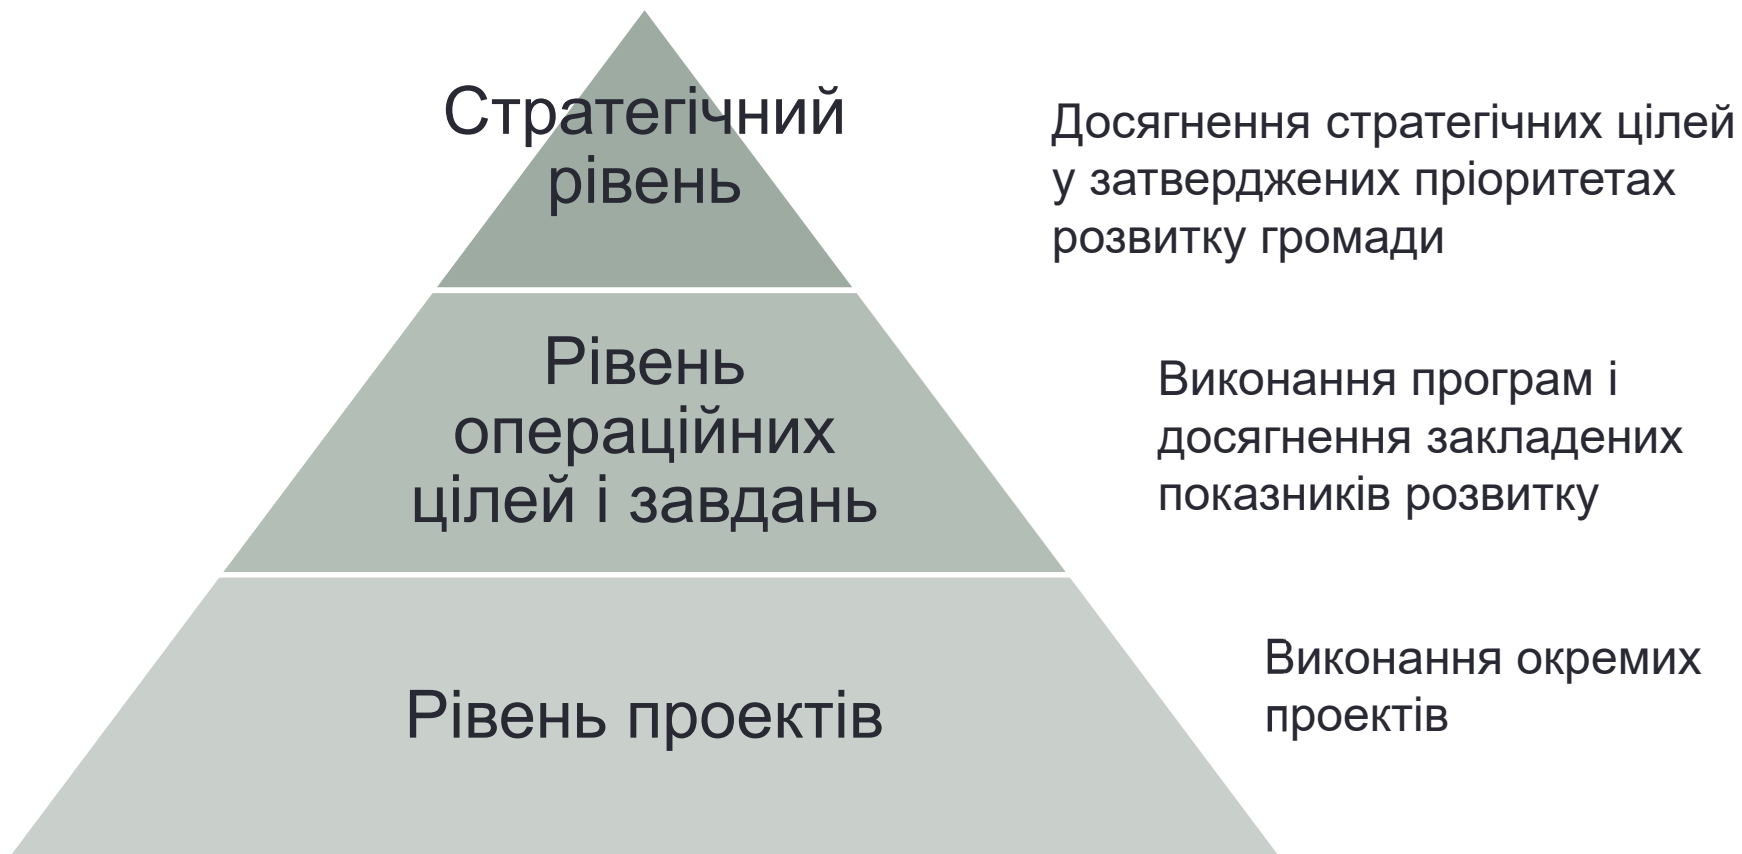 Стратегічний
рівень
Досягнення стратегічних цілей
у затверджених пріоритетах
розвитку громади
Рівень
операційних
цілей і завдань
Виконання програм і
досягнення закладених
показників розвитку
Рівень проектів
Виконання окремих
проектів